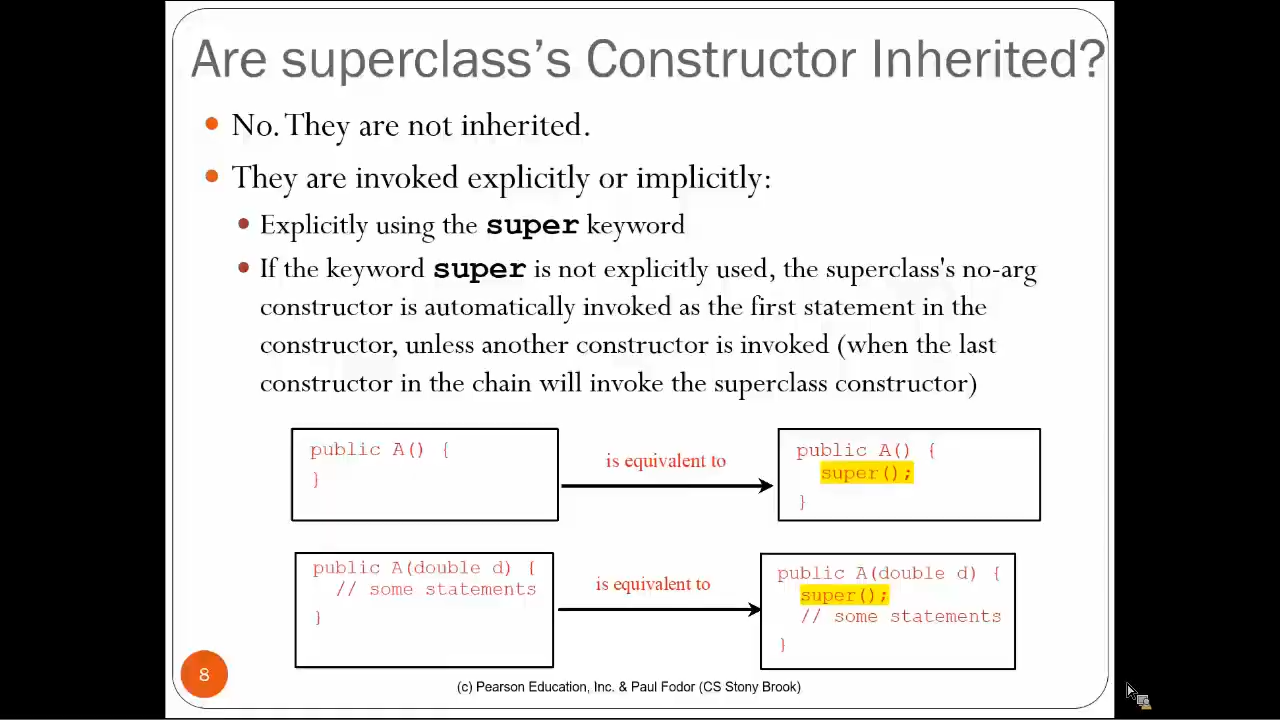 Are superclass's Constructor Inherited?
No. They are not inherited.
They are invoked explicitly or implicitly:
Explicitly using the super keyword
If the keyword super is not explicitly used, the superclass's no-arg
constructor is automatically invoked as the first statement in the
constructor, unless another constructor is invoked (when the last
constructor in the chain will invoke the superclass constructor)
public A() {
}
is equivalent to
public A() {
super();
}
public A(double d) {
// some statements
}
is equivalent to
public A(double d) {
super();
// some statements
}
8
(c) Pearson Education, Inc. & Paul Fodor (CS Stony Brook)